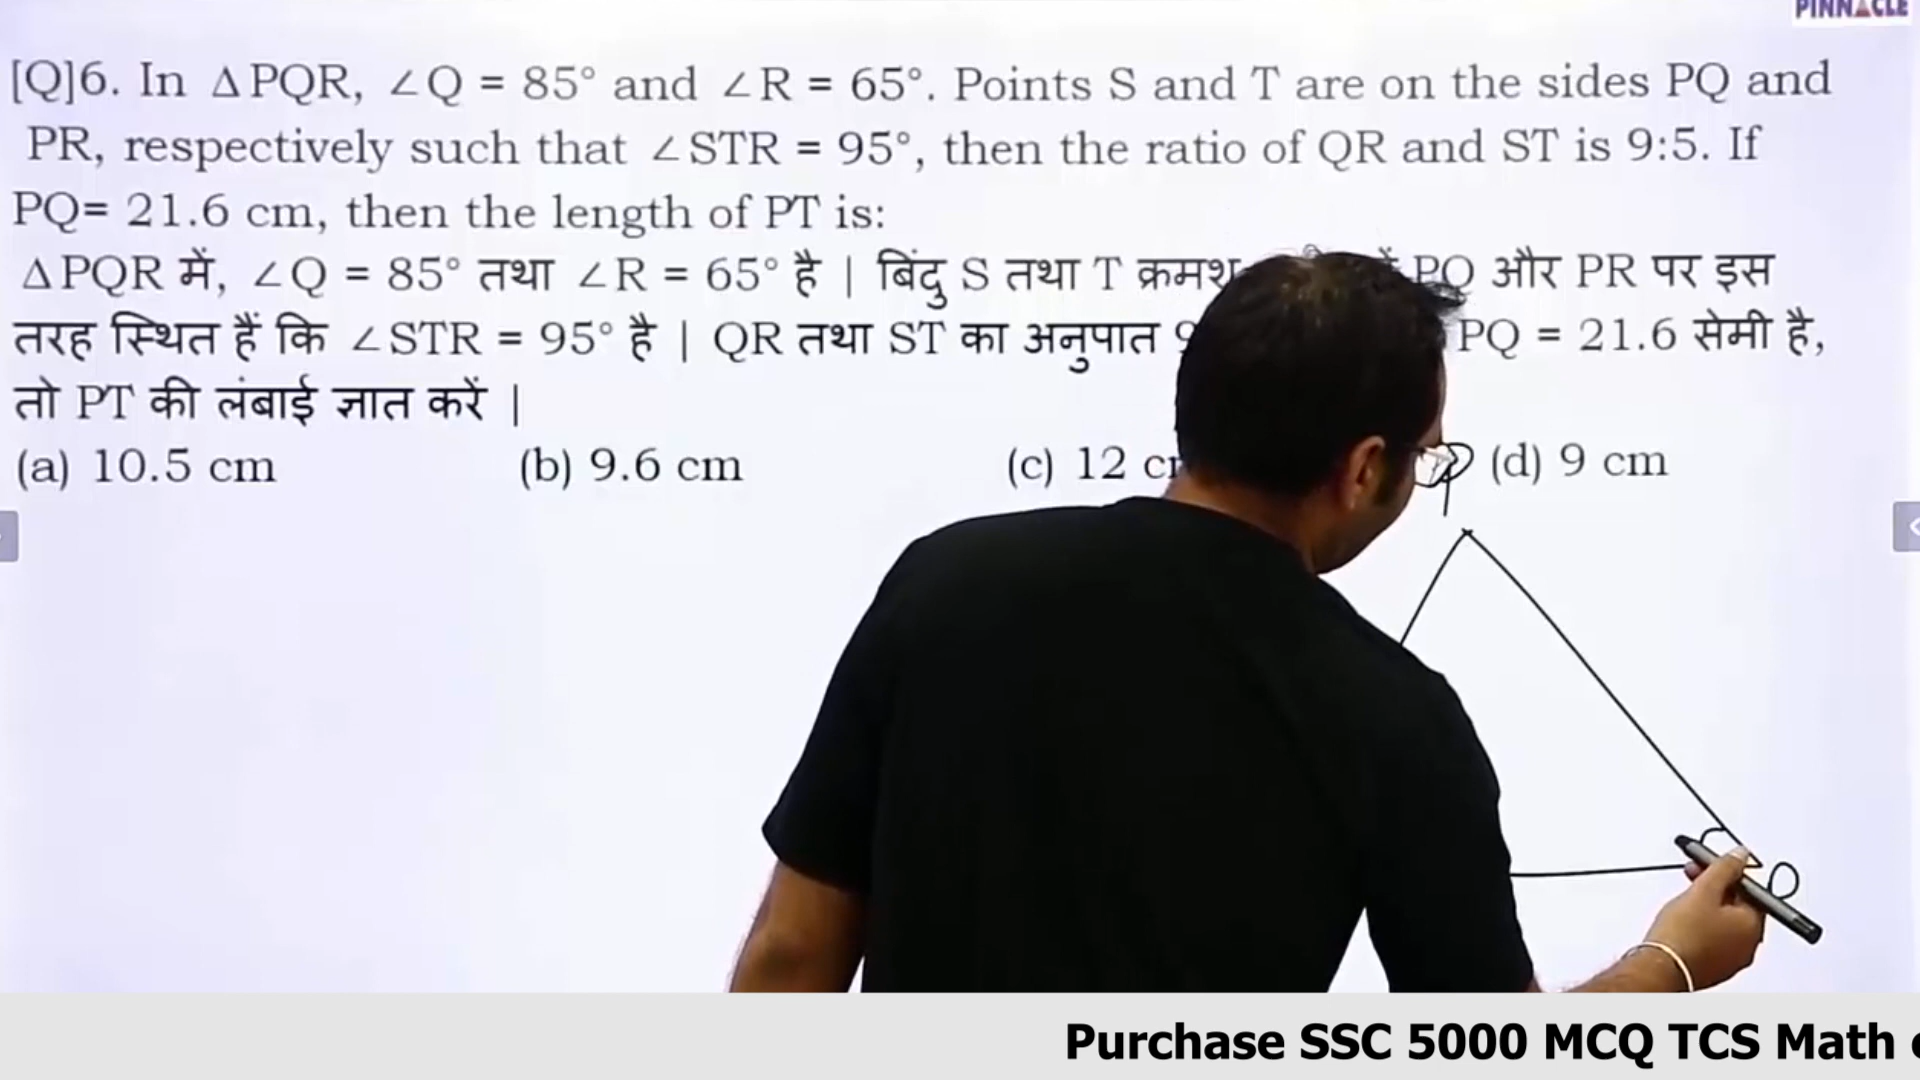 PINNACLE
[Q]6. In ΔPQR, ∠Q = 85° and ∠R = 65°. Points S and T are on the sides PQ and
PR, respectively such that ∠STR = 95°, then the ratio of QR and ST is 9:5. If
PQ= 21.6 cm, then the length of PT is:
ΔPQR में, ∠Q = 85° तथा ∠R = 65° है | बिंदु S तथा T PQ और PR पर इस
तरह स्थित हैं कि ∠STR = 95° है | QR तथा ST का अनुपात PQ = 21.6 सेमी है,
तो PT की लंबाई ज्ञात करें |
(a) 10.5 cm (b) 9.6 cm (c) 12 (d) 9 cm
P
Purchase SSC 5000 MCQ TCS Math